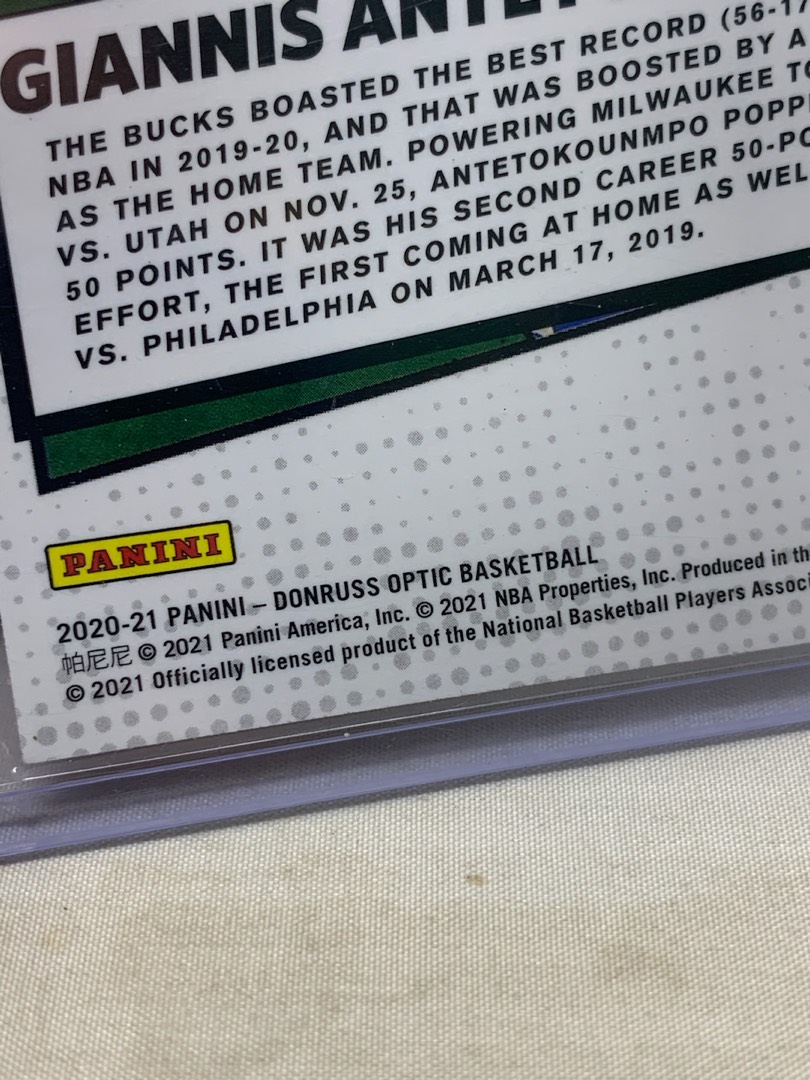 GIANNIS
THE BUCKS BOASTED THE BEST RECORD (56-17
NBA IN 2019-20, AND THAT WAS BOOSTED BY A
AS THE HOME TEAM. POWERING MILWAUKEE TO
VS. UTAH ON NOV. 25, ANTETOKOUNMPO POPP
50 POINTS. IT WAS HIS SECOND CAREER 50-PO
EFFORT, THE FIRST COMING AT HOME AS WEL
VS. PHILADELPHIA ON MARCH 17, 2019.
PANINI
2020-21 PANINI – DONRUSS OPTIC BASKETBALL
帕尼尼 © 2021 Panini America, Inc. © 2021 NBA Properties, Inc. Produced in th
© 2021 Officially licensed product of the National Basketball Players Associ